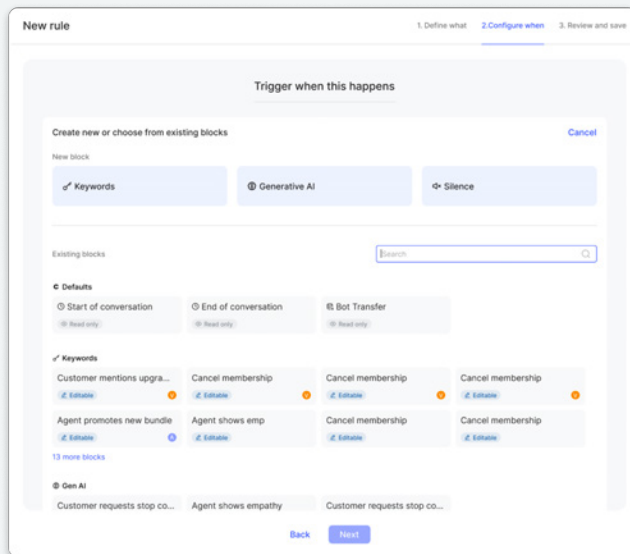 New rule
1. Define what 2.Configure when 3. Review and save
Trigger when this happens
Create new or choose from existing blocks Cancel
New block
Keywords Generative AI Silence
Existing blocks Search
Defaults
Start of conversation End of conversation Bot Transfer
Read only Read only Read only
Keywords
Customer mentions upgra... Cancel membership Cancel membership Cancel membership
Editable Editable Editable Editable
Agent promotes new bundle Agent shows emp Cancel membership Cancel membership
Editable Editable Editable Editable
13 more blocks
Gen AI
Customer requests stop co... Agent shows empathy Customer requests stop co...
Back Next